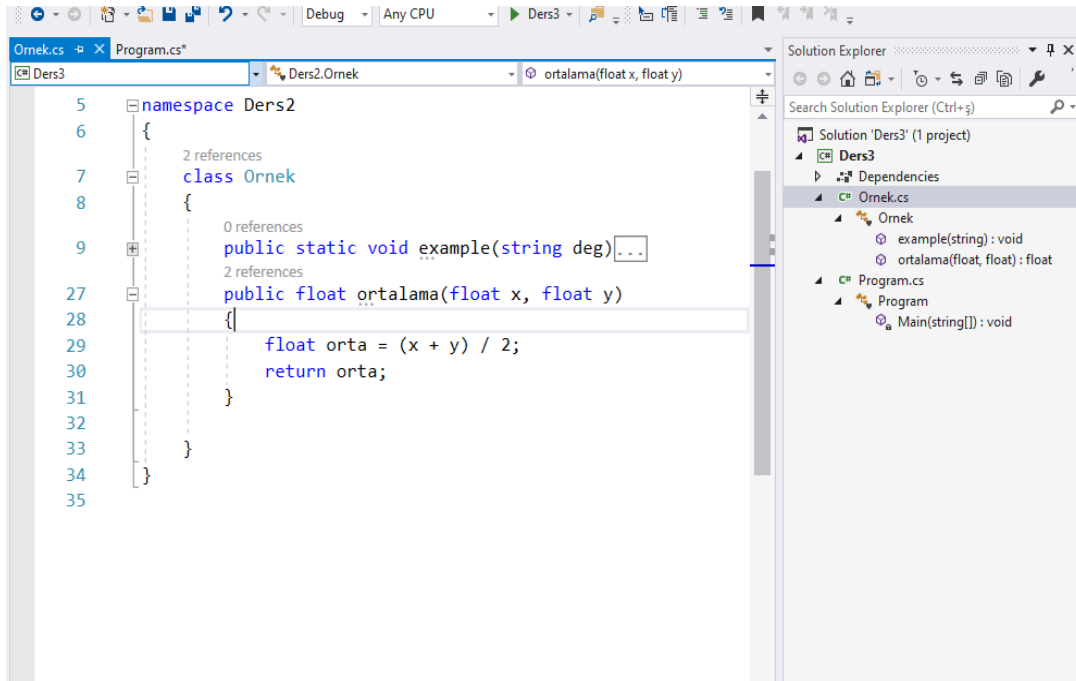 Debug Any CPU Ders3
Ornek.cs Program.cs*
C# Ders3 Ders2.Ornek ortalama(float x, float y)
5 namespace Ders2
6 {
2 references
7 class Ornek
8 {
0 references
9 public static void example(string deg)...
2 references
27 public float ortalama(float x, float y)
28 {
29 float orta = (x + y) / 2;
30 return orta;
31 }
32
33 }
34 }
35
Solution Explorer
Search Solution Explorer (Ctrl+ş)
Solution 'Ders3' (1 project)
C# Ders3
Dependencies
C# Ornek.cs
Ornek
example(string) : void
ortalama(float, float) : float
C# Program.cs
Program
Main(string[]) : void